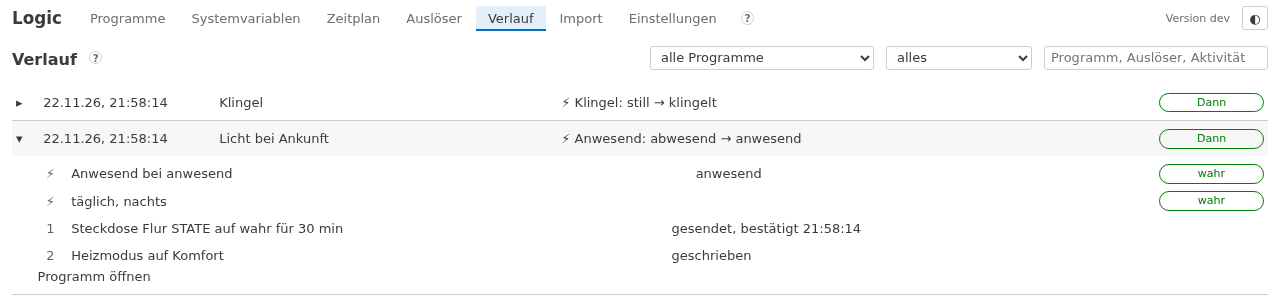 Logic Programme Systemvariablen Zeitplan Auslöser Verlauf Import Einstellungen ? Version dev ◐
Verlauf ? alle Programme alles Programm, Auslöser, Aktivität
▸ 22.11.26, 21:58:14 Klingel ⚡ Klingel: still → klingelt Dann
▾ 22.11.26, 21:58:14 Licht bei Ankunft ⚡ Anwesend: abwesend → anwesend Dann
⚡ Anwesend bei anwesend anwesend wahr
⚡ täglich, nachts wahr
1 Steckdose Flur STATE auf wahr für 30 min gesendet, bestätigt 21:58:14
2 Heizmodus auf Komfort geschrieben
Programm öffnen